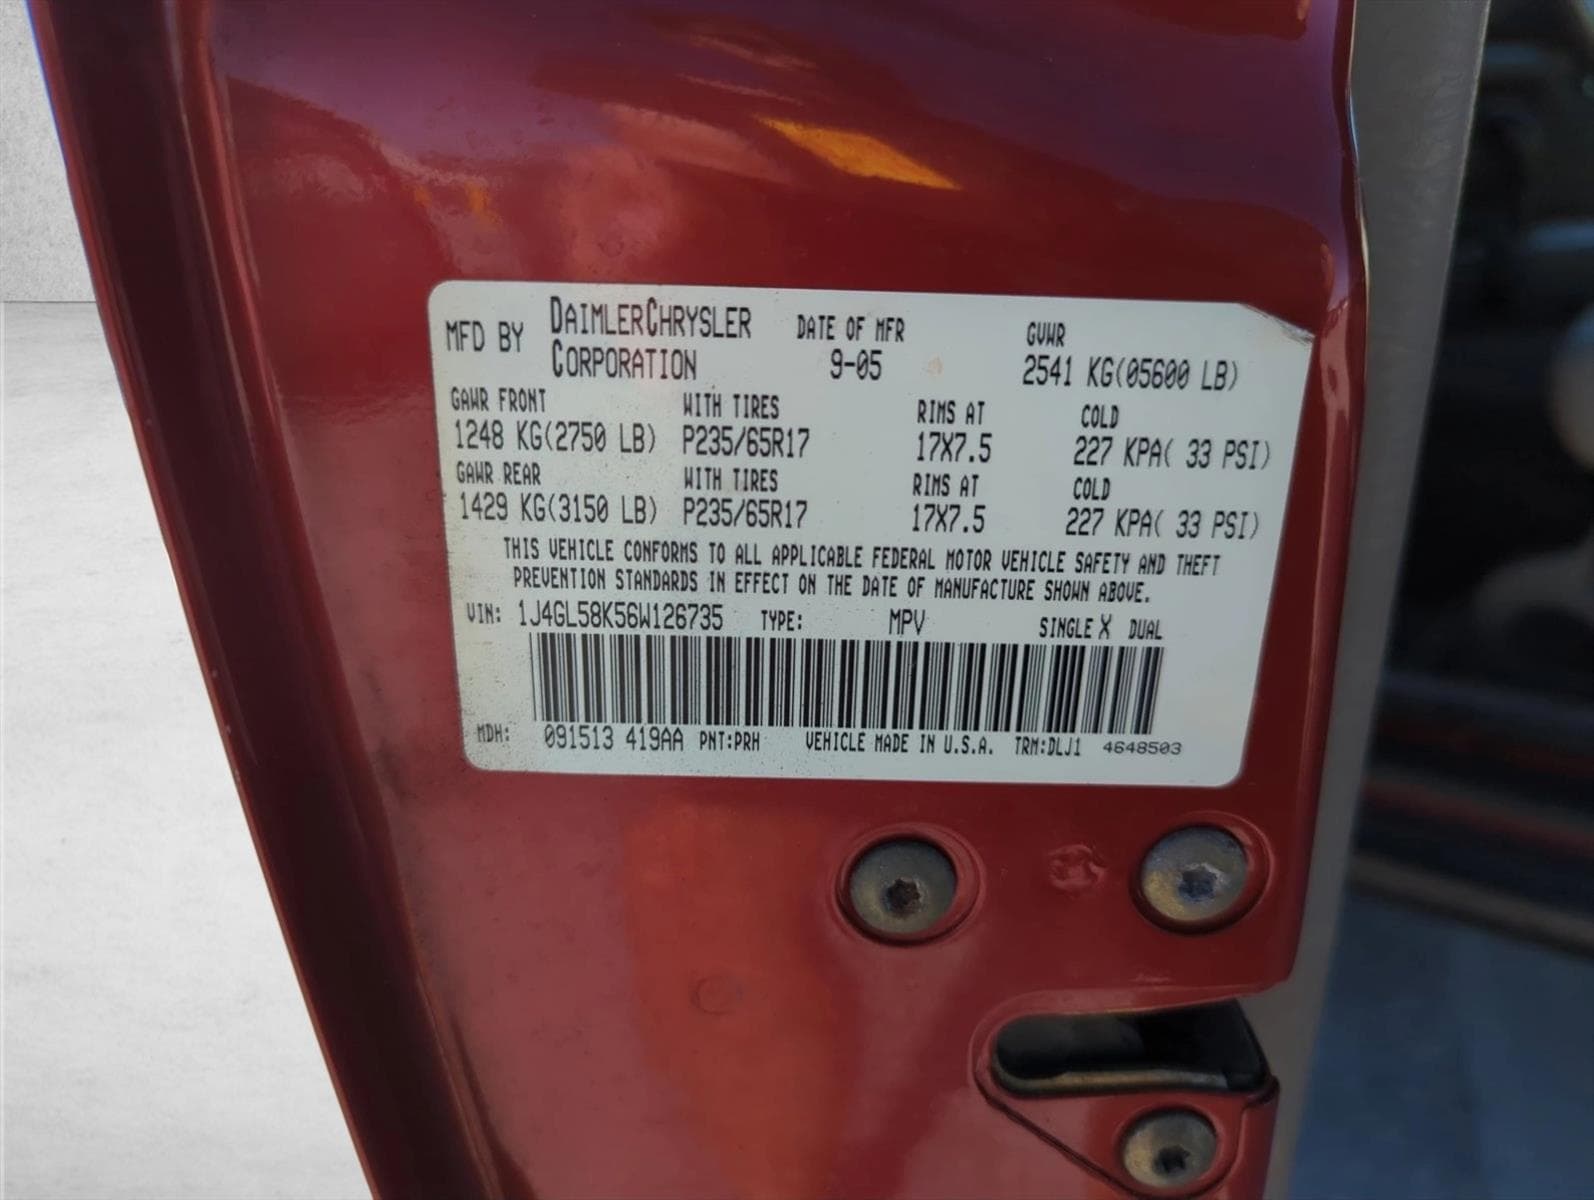 MFD BY DAIMLERCHRYSLER CORPORATION DATE OF MFR 9-05 GVWR 2541 KG(05600 LB)
GAWR FRONT WITH TIRES RIMS AT COLD
1248 KG(2750 LB) P235/65R17 17X7.5 227 KPA( 33 PSI)
GAWR REAR WITH TIRES RIMS AT COLD
1429 KG(3150 LB) P235/65R17 17X7.5 227 KPA( 33 PSI)
THIS VEHICLE CONFORMS TO ALL APPLICABLE FEDERAL MOTOR VEHICLE SAFETY AND THEFT
PREVENTION STANDARDS IN EFFECT ON THE DATE OF MANUFACTURE SHOWN ABOVE.
VIN: 1J4GL58K56W126735 TYPE: MPV SINGLE X DUAL
MDH: 091513 419AA PNT:PRH VEHICLE MADE IN U.S.A. TRM:DLJ1 4648503